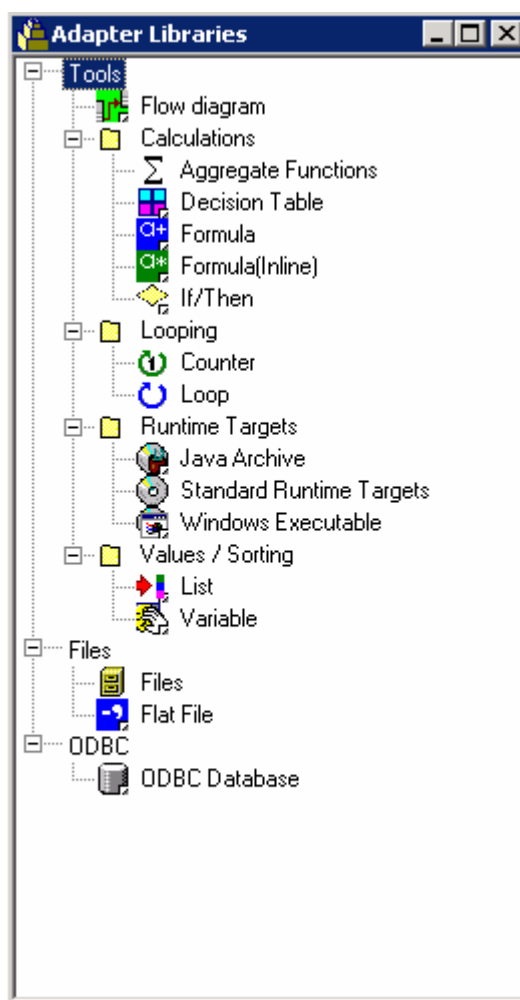 Adapter Libraries
Tools
Flow diagram
Calculations
Aggregate Functions
Decision Table
Formula
Formula(Inline)
If/Then
Looping
Counter
Loop
Runtime Targets
Java Archive
Standard Runtime Targets
Windows Executable
Values / Sorting
List
Variable
Files
Files
Flat File
ODBC
ODBC Database